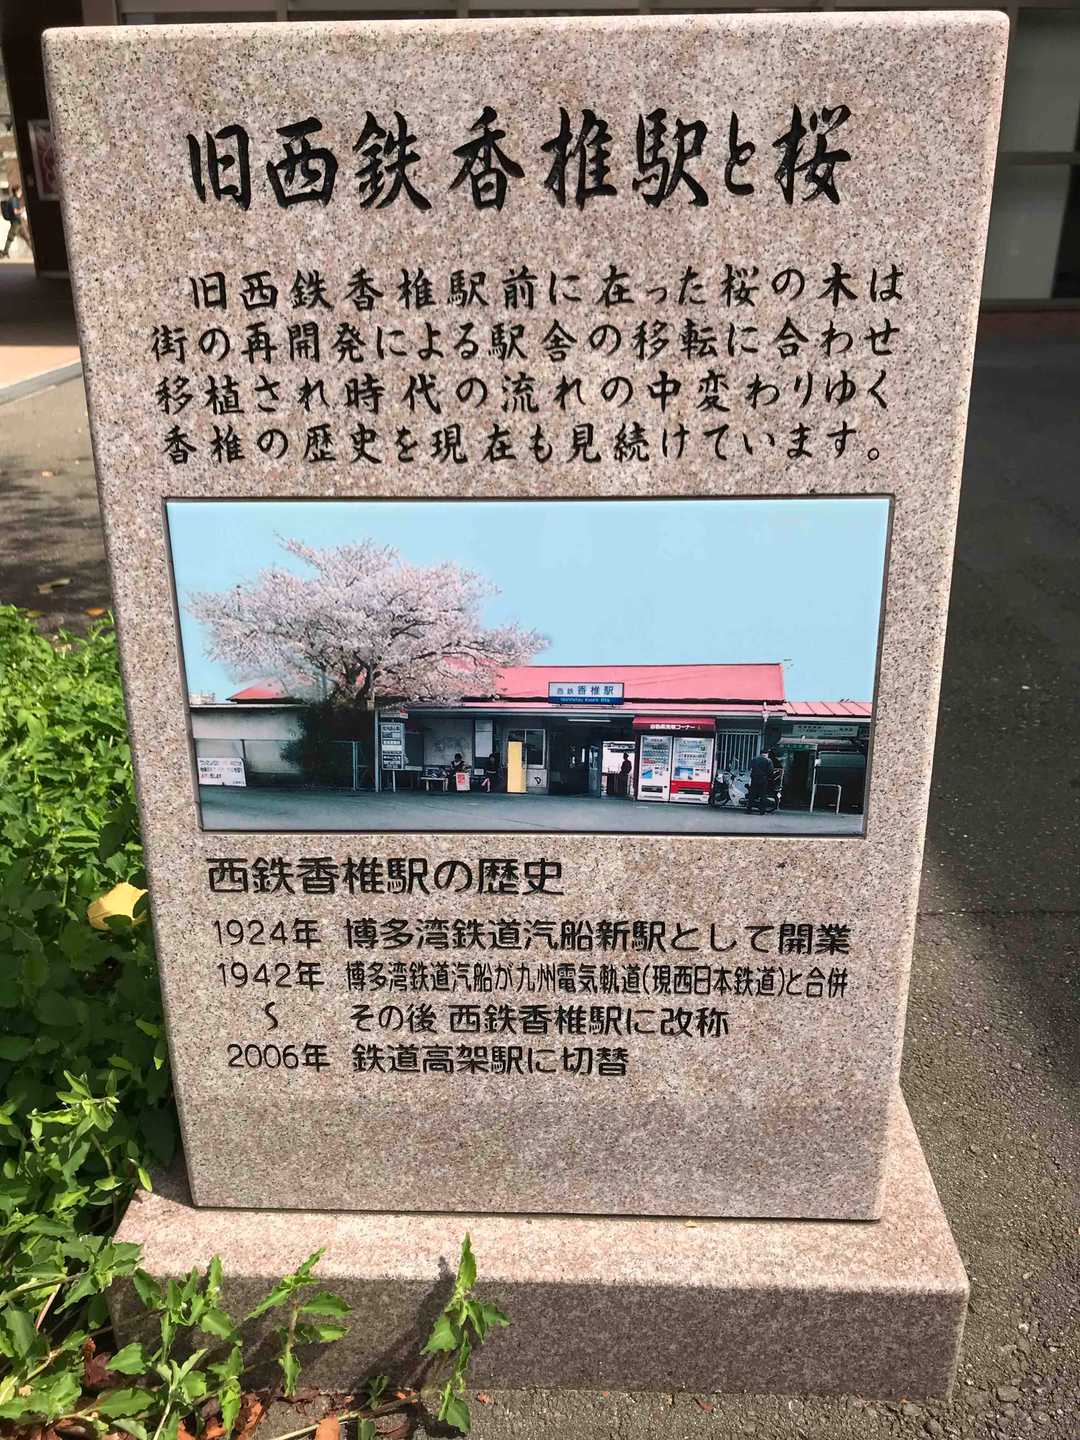 旧西鉄香椎駅と桜
旧西鉄香椎駅前に在った桜の木は
街の再開発による駅舎の移転に合わせ
移植され時代の流れの中変わりゆく
香椎の歴史を現在も見続けています。
西鉄香椎駅
西鉄香椎駅の歴史
1924年 博多湾鉄道汽船新駅として開業
1942年 博多湾鉄道汽船が九州電気軌道(現西日本鉄道)と合併
〜 その後 西鉄香椎駅に改称
2006年 鉄道高架駅に切替